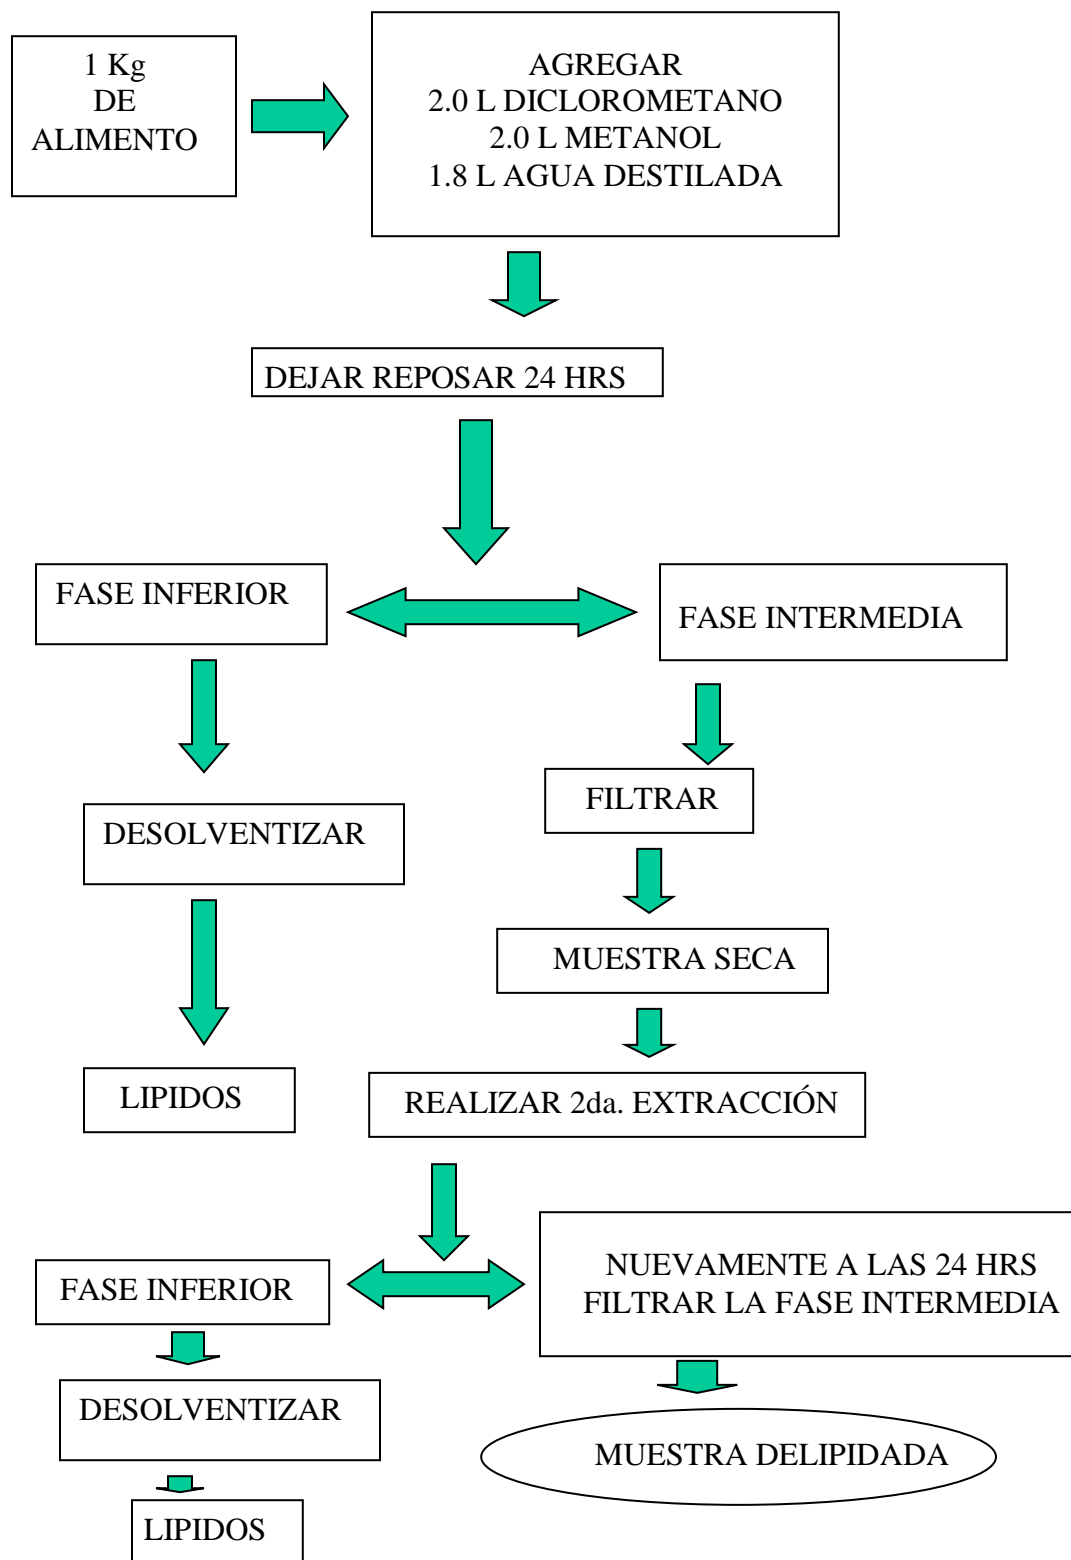 1 Kg
DE
ALIMENTO
AGREGAR
2.0 L DICLOROMETANO
2.0 L METANOL
1.8 L AGUA DESTILADA
DEJAR REPOSAR 24 HRS
FASE INFERIOR
FASE INTERMEDIA
DESOLVENTIZAR
FILTRAR
MUESTRA SECA
LIPIDOS
REALIZAR 2da. EXTRACCIÓN
FASE INFERIOR
NUEVAMENTE A LAS 24 HRS
FILTRAR LA FASE INTERMEDIA
DESOLVENTIZAR
MUESTRA DELIPIDADA
LIPIDOS